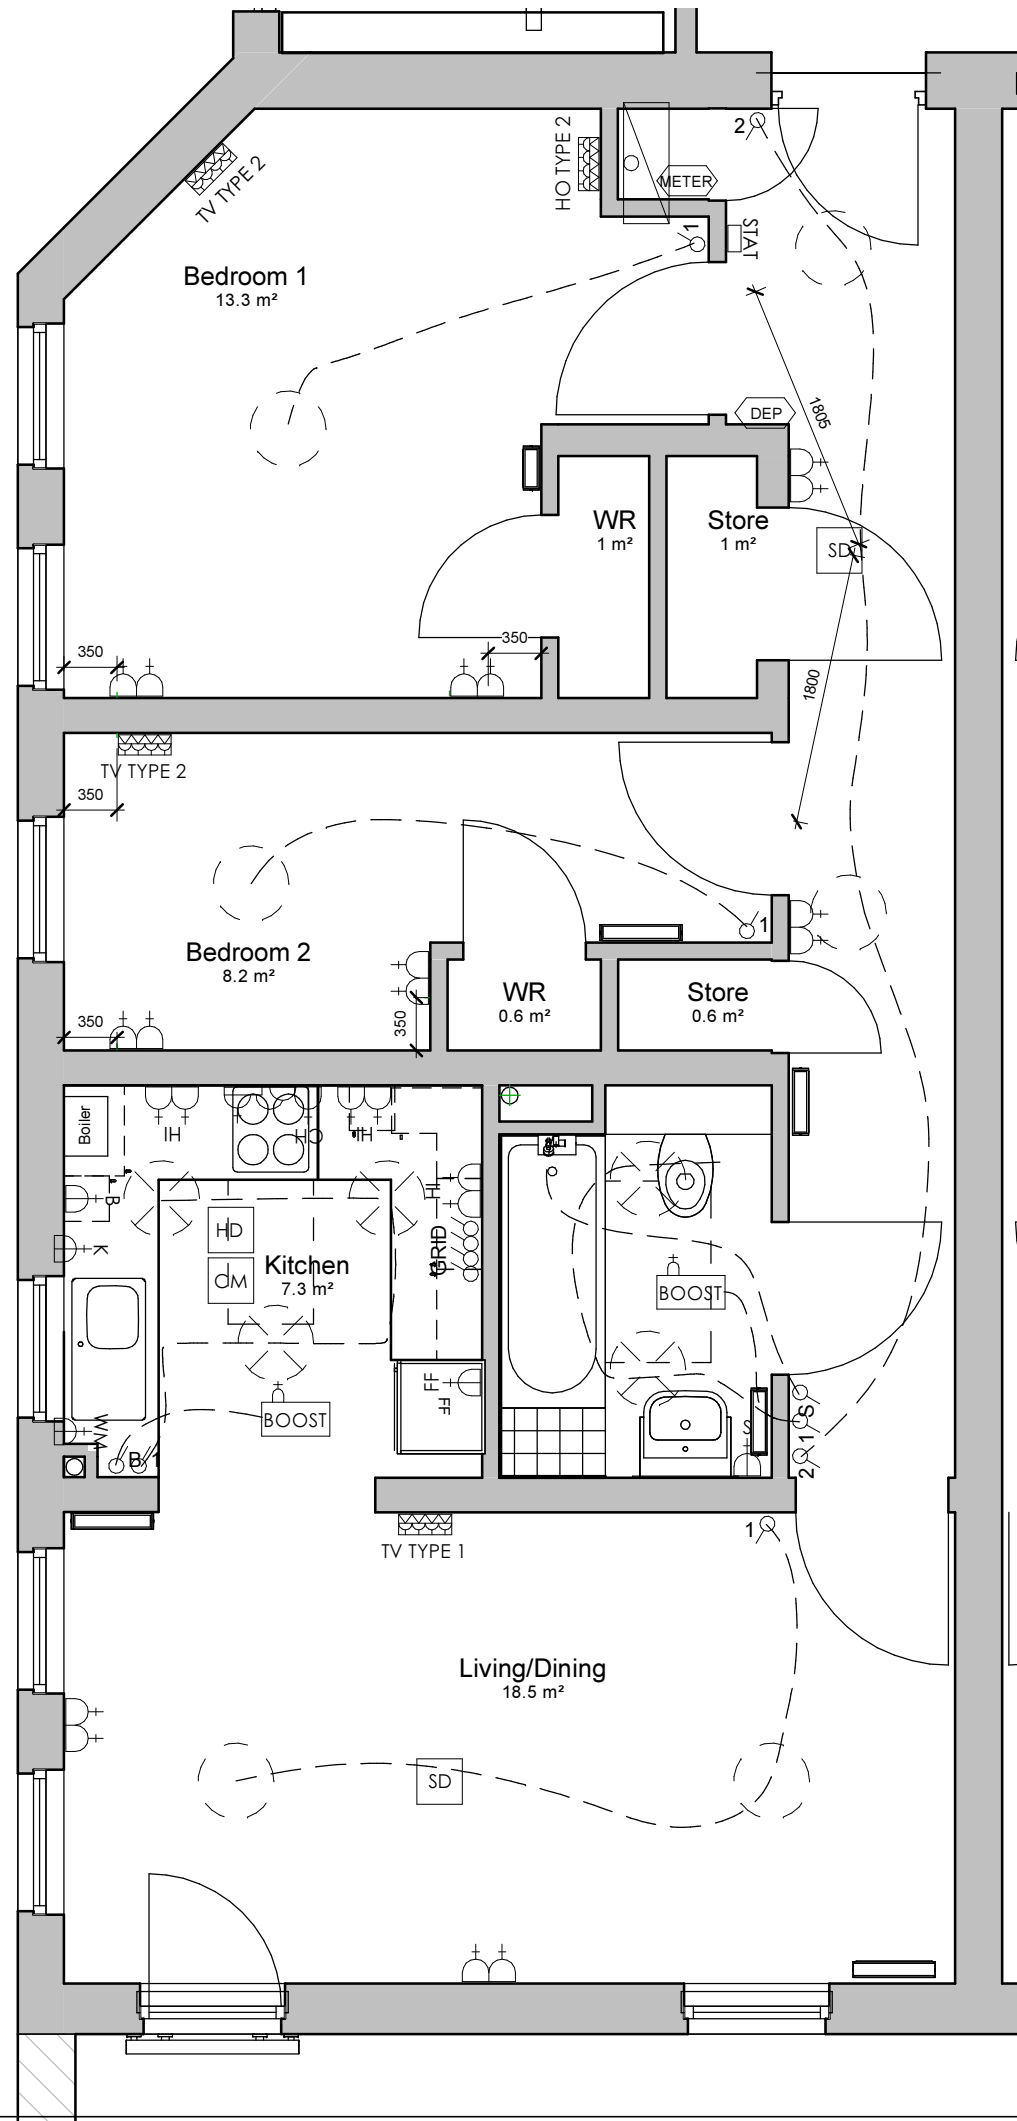 2
HO TYPE 2
TV TYPE 2
METER
1
STAT
Bedroom 1
13.3 m²
1805
DEP
WR
1 m²
Store
1 m²
SD
350
350
1800
TV TYPE 2
350
1
Bedroom 2
8.2 m²
WR
0.6 m²
Store
0.6 m²
350
350
Boiler
IH
HO
IH
IH
B
K
HD
CM
GRID
Kitchen
7.3 m²
BOOST
FF
FF
BOOST
S
S
1
2
B 1
TV TYPE 1
1
Living/Dining
18.5 m²
SD